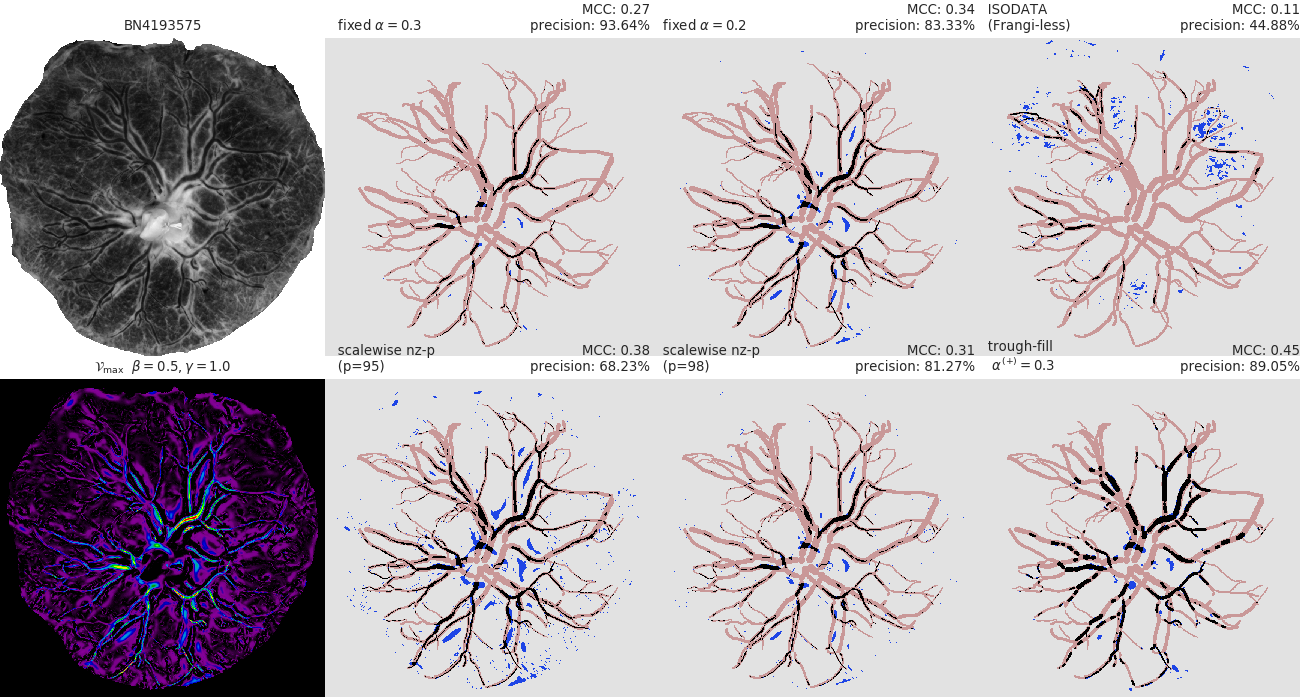 BN4193575
MCC: 0.27
fixed α = 0.3 precision: 93.64%
MCC: 0.34
fixed α = 0.2 precision: 83.33%
ISODATA MCC: 0.11
(Frangi-less) precision: 44.88%
𝒱max β = 0.5, γ = 1.0
scalewise nz-p MCC: 0.38
(p=95) precision: 68.23%
scalewise nz-p MCC: 0.31
(p=98) precision: 81.27%
trough-fill MCC: 0.45
α(+) = 0.3 precision: 89.05%